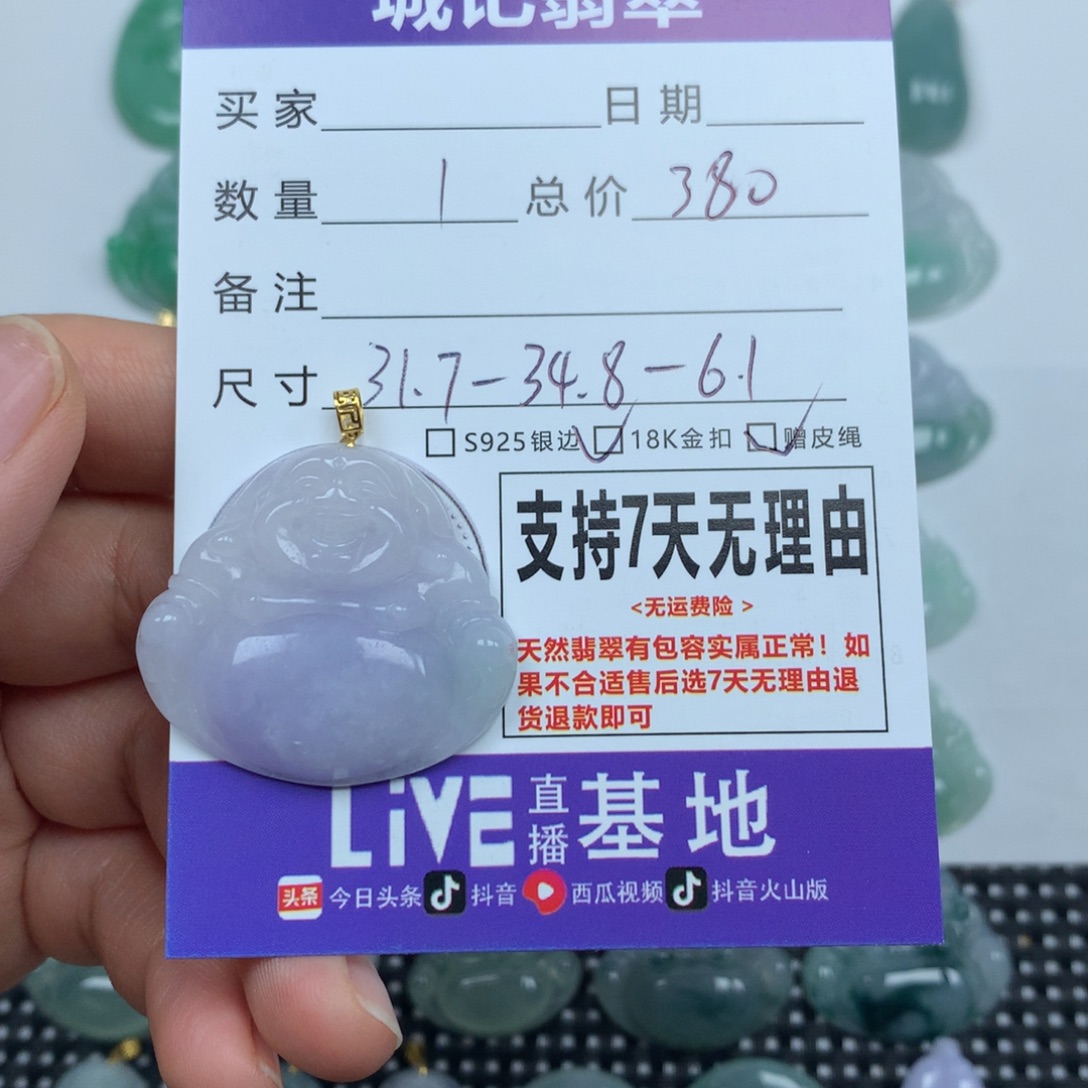 城记翡翠
买家 日期
数量 1 总价 380
备注
尺寸 31.7-34.8-6.1
S925银边 18K金扣 赠皮绳
支持7天无理由
<无运费险 >
天然翡翠有包容实属正常！如
果不合适售后选7天无理由退
货退款即可
LiVE 直播 基地
头条 今日头条 抖音 西瓜视频 抖音火山版